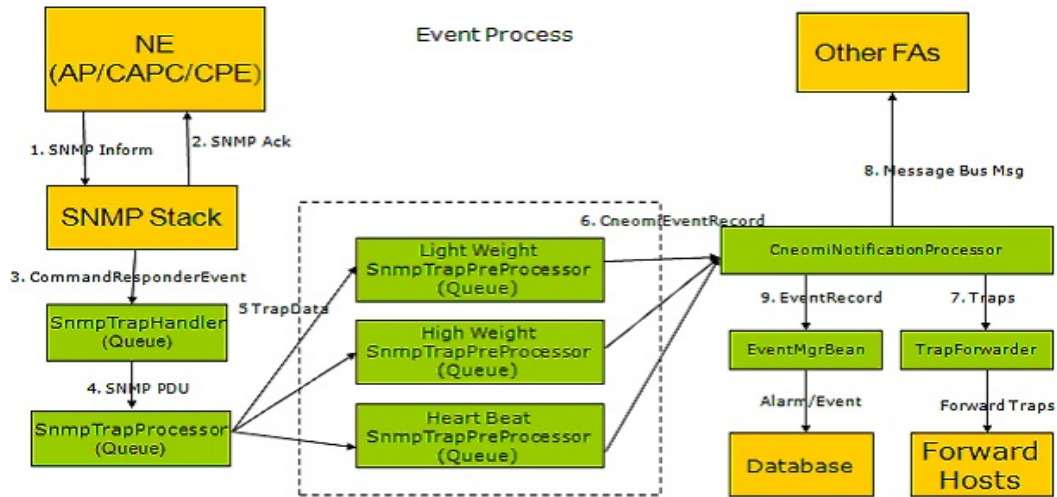 Event Process
NE
(AP/CAPC/CPE)
Other FAs
1. SNMP Inform
2. SNMP Ack
8. Message Bus Msg
SNMP Stack
6. CneomiEventRecord
3. CommandResponderEvent
Light Weight
SnmpTrapPreProcessor
(Queue)
CneomiNotificationProcessor
5 TrapData
9. EventRecord
7. Traps
SnmpTrapHandler
(Queue)
High Weight
SnmpTrapPreProcessor
(Queue)
EventMgrBean
TrapForwarder
4. SNMP PDU
Alarm/Event
Forward Traps
SnmpTrapProcessor
(Queue)
Heart Beat
SnmpTrapPreProcessor
(Queue)
Database
Forward
Hosts